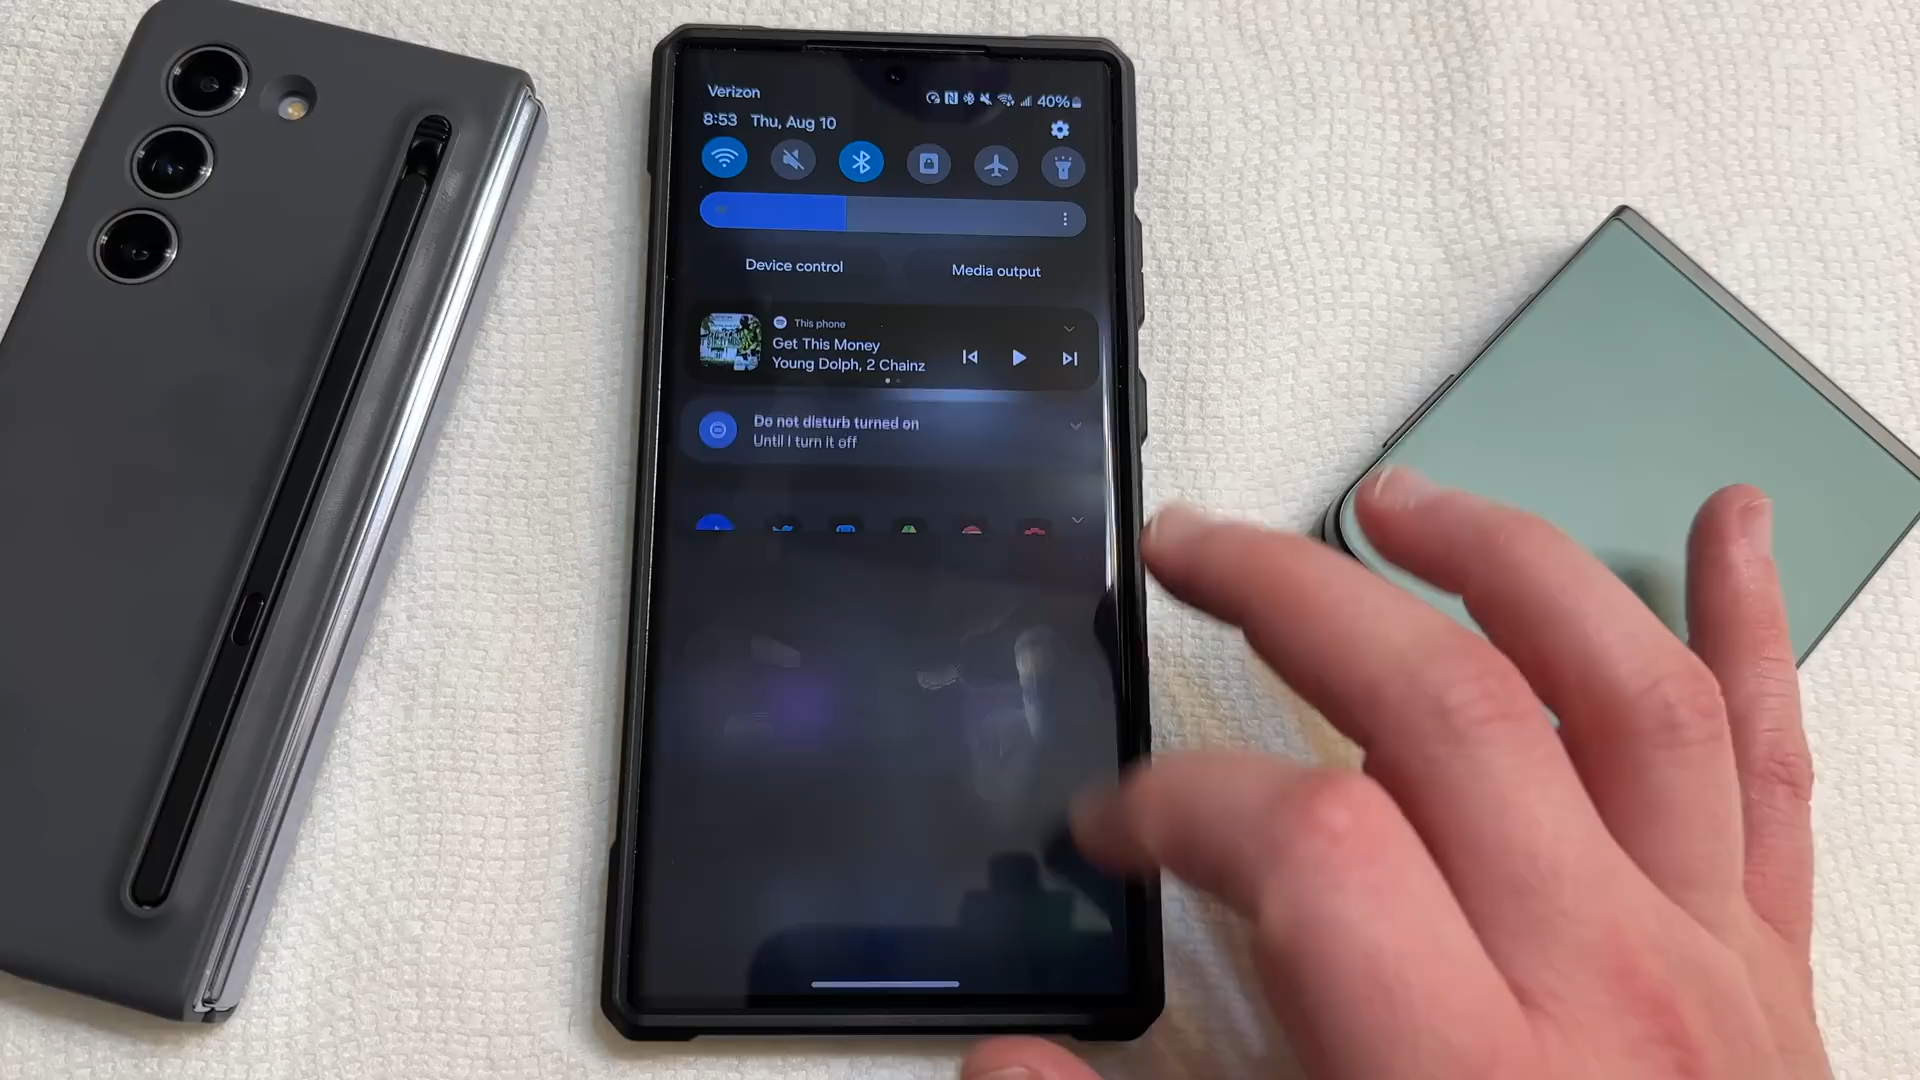 Verizon
40%
8:53 Thu, Aug 10
Device control
Media output
This phone
Get This Money
Young Dolph, 2 Chainz
Do not disturb turned on
Until I turn it off